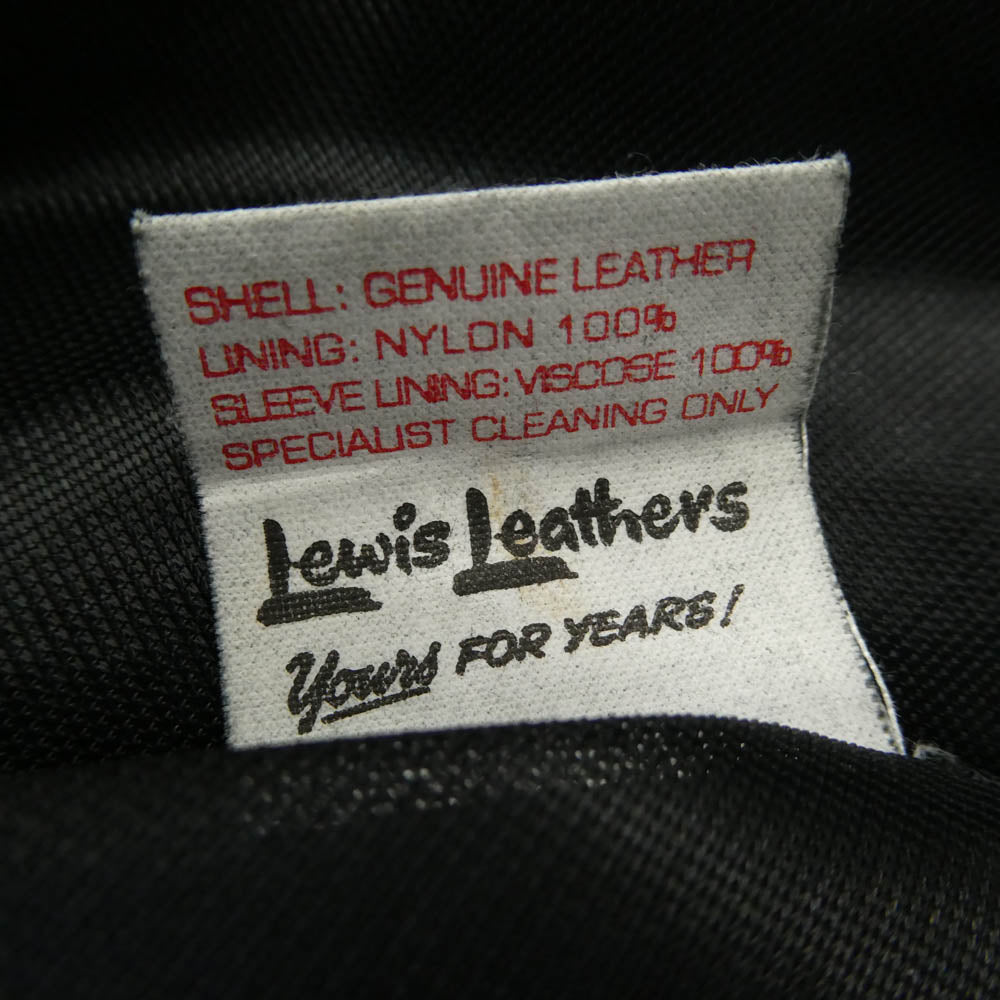 SHELL: GENUINE LEATHER
LINING: NYLON 100%
SLEEVE LINING: VISCOSE 100%
SPECIALIST CLEANING ONLY
Lewis Leathers
Yours FOR YEARS!